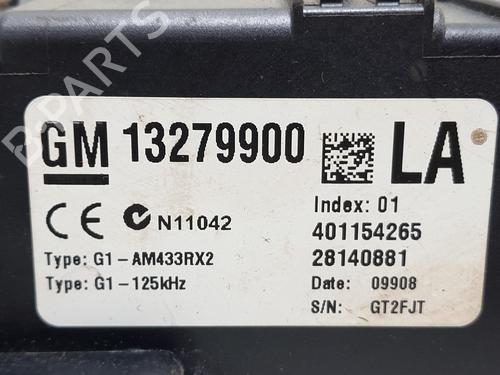 B-PARTS
GM 13279900 LA
CE N11042
Index: 01
401154265
Type: G1-AM433RX2
28140881
Type: G1-125kHz
Date: 09908
S/N: GT2FJT